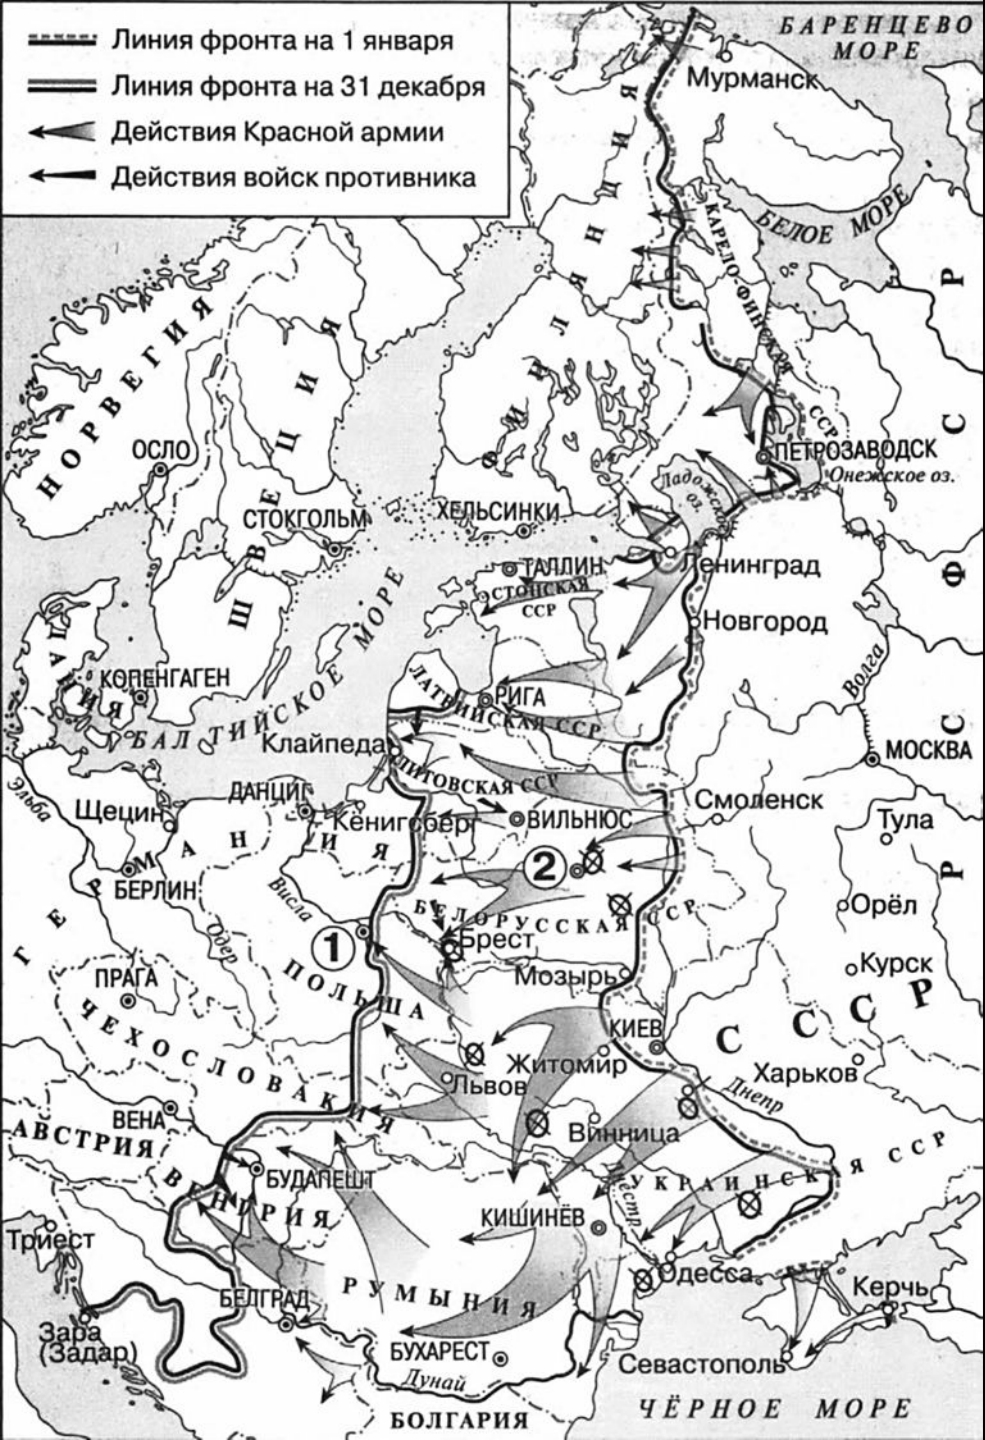 Линия фронта на 1 января
Линия фронта на 31 декабря
Действия Красной армии
Действия войск противника
БАРЕНЦЕВО
МОРЕ
Мурманск
БЕЛОЕ МОРЕ
КАРЕЛО-ФИНСКАЯ ССР
НОРВЕГИЯ
ШВЕЦИЯ
ФИНЛЯНДИЯ
РСФСР
ОСЛО
СТОКГОЛЬМ
ХЕЛЬСИНКИ
ПЕТРОЗАВОДСК
Онежское оз.
Ладожское
оз.
ТАЛЛИН
ЭСТОНСКАЯ
ССР
Ленинград
Новгород
ДАНИЯ
КОПЕНГАГЕН
БАЛТИЙСКОЕ МОРЕ
РИГА
ЛАТВИЙСКАЯ ССР
Волга
МОСКВА
Клайпеда
ЛИТОВСКАЯ ССР
Эльба
Щецин
ДАНЦИГ
Кёнигсберг
ВИЛЬНЮС
Смоленск
Тула
ГЕРМАНИЯ
БЕРЛИН
Висла
Одер
2
БЕЛОРУССКАЯ ССР
Орёл
1
Брест
Мозырь
Курск
ПРАГА
ПОЛЬША
СССР
ЧЕХОСЛОВАКИЯ
КИЕВ
Житомир
Львов
Харьков
Днепр
ВЕНА
АВСТРИЯ
Винница
БУДАПЕШТ
ВЕНГРИЯ
Днестр
УКРАИНСКАЯ ССР
КИШИНЁВ
Триест
Одесса
РУМЫНИЯ
БЕЛГРАД
Керчь
Зара
(Задар)
БУХАРЕСТ
Дунай
Севастополь
БОЛГАРИЯ
ЧЁРНОЕ МОРЕ